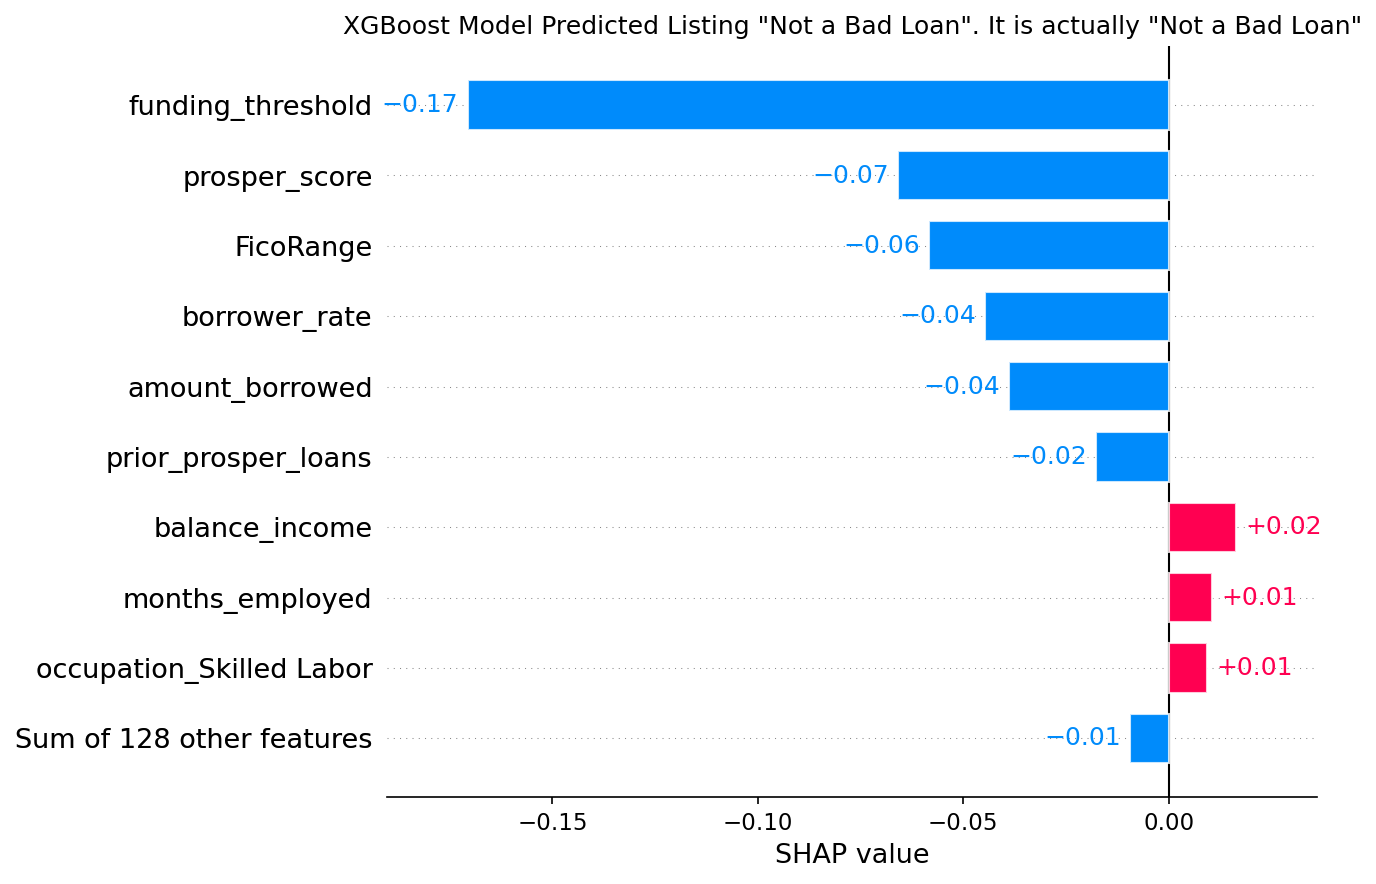 XGBoost Model Predicted Listing "Not a Bad Loan". It is actually "Not a Bad Loan"
funding_threshold −0.17
prosper_score −0.07
FicoRange −0.06
borrower_rate −0.04
amount_borrowed −0.04
prior_prosper_loans −0.02
balance_income +0.02
months_employed +0.01
occupation_Skilled Labor +0.01
Sum of 128 other features −0.01
−0.15 −0.10 −0.05 0.00
SHAP value